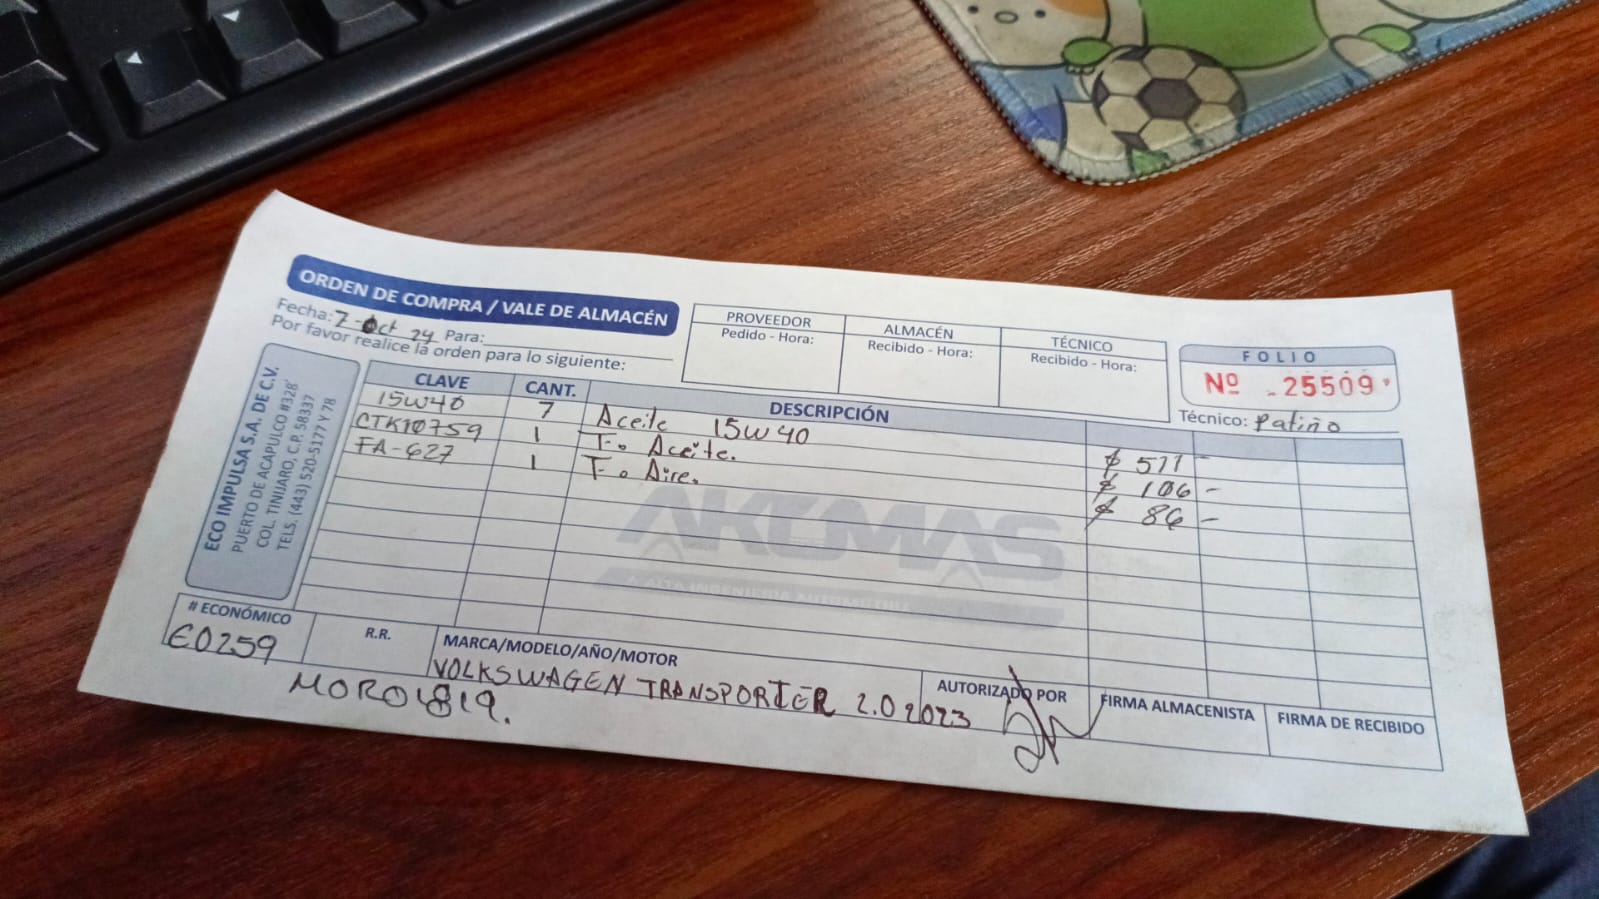 ORDEN DE COMPRA / VALE DE ALMACÉN
Fecha: 7-Oct 24 Para:
Por favor realice la orden para lo siguiente:
PROVEEDOR ALMACÉN TÉCNICO
Pedido - Hora: Recibido - Hora: Recibido - Hora:
FOLIO
Nº 25509
Técnico: Patiño
ECO IMPULSA S.A. DE C.V.
PUERTO DE ACAPULCO #328
COL. TINIJARO, C.P. 58337
TELS. (443) 520-5177 Y 78
CLAVE CANT. DESCRIPCIÓN
15W40 7 Aceite 15W40 $ 511 -
CTK10759 1 F.o Aceite. $ 106 -
FA-627 1 F.o Aire. $ 86 -
AKOMAS
ALTA INGENIERÍA AUTOMOTRIZ
# ECONÓMICO R.R. MARCA/MODELO/AÑO/MOTOR AUTORIZADO POR FIRMA ALMACENISTA FIRMA DE RECIBIDO
E0259 VOLKSWAGEN TRANSPORTER 2.0 2023